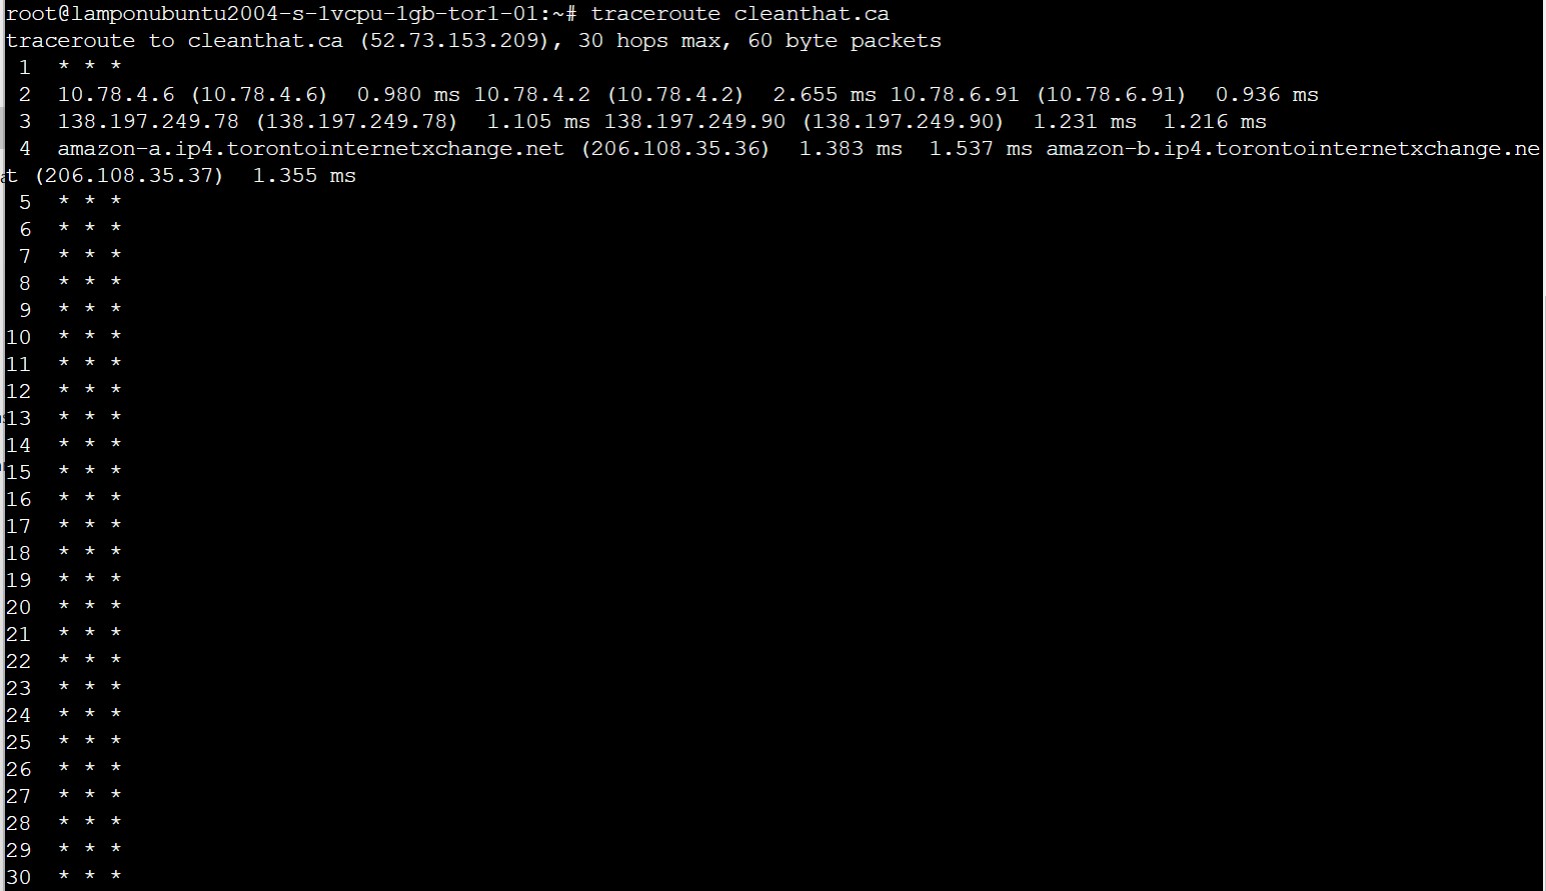 root@lamponubuntu2004-s-1vcpu-1gb-tor1-01:~# traceroute cleanthat.ca
traceroute to cleanthat.ca (52.73.153.209), 30 hops max, 60 byte packets
 1  * * *
 2  10.78.4.6 (10.78.4.6)  0.980 ms 10.78.4.2 (10.78.4.2)  2.655 ms 10.78.6.91 (10.78.6.91)  0.936 ms
 3  138.197.249.78 (138.197.249.78)  1.105 ms 138.197.249.90 (138.197.249.90)  1.231 ms  1.216 ms
 4  amazon-a.ip4.torontointernetxchange.net (206.108.35.36)  1.383 ms  1.537 ms amazon-b.ip4.torontointernetxchange.ne
t (206.108.35.37)  1.355 ms
 5  * * *
 6  * * *
 7  * * *
 8  * * *
 9  * * *
10  * * *
11  * * *
12  * * *
13  * * *
14  * * *
15  * * *
16  * * *
17  * * *
18  * * *
19  * * *
20  * * *
21  * * *
22  * * *
23  * * *
24  * * *
25  * * *
26  * * *
27  * * *
28  * * *
29  * * *
30  * * *